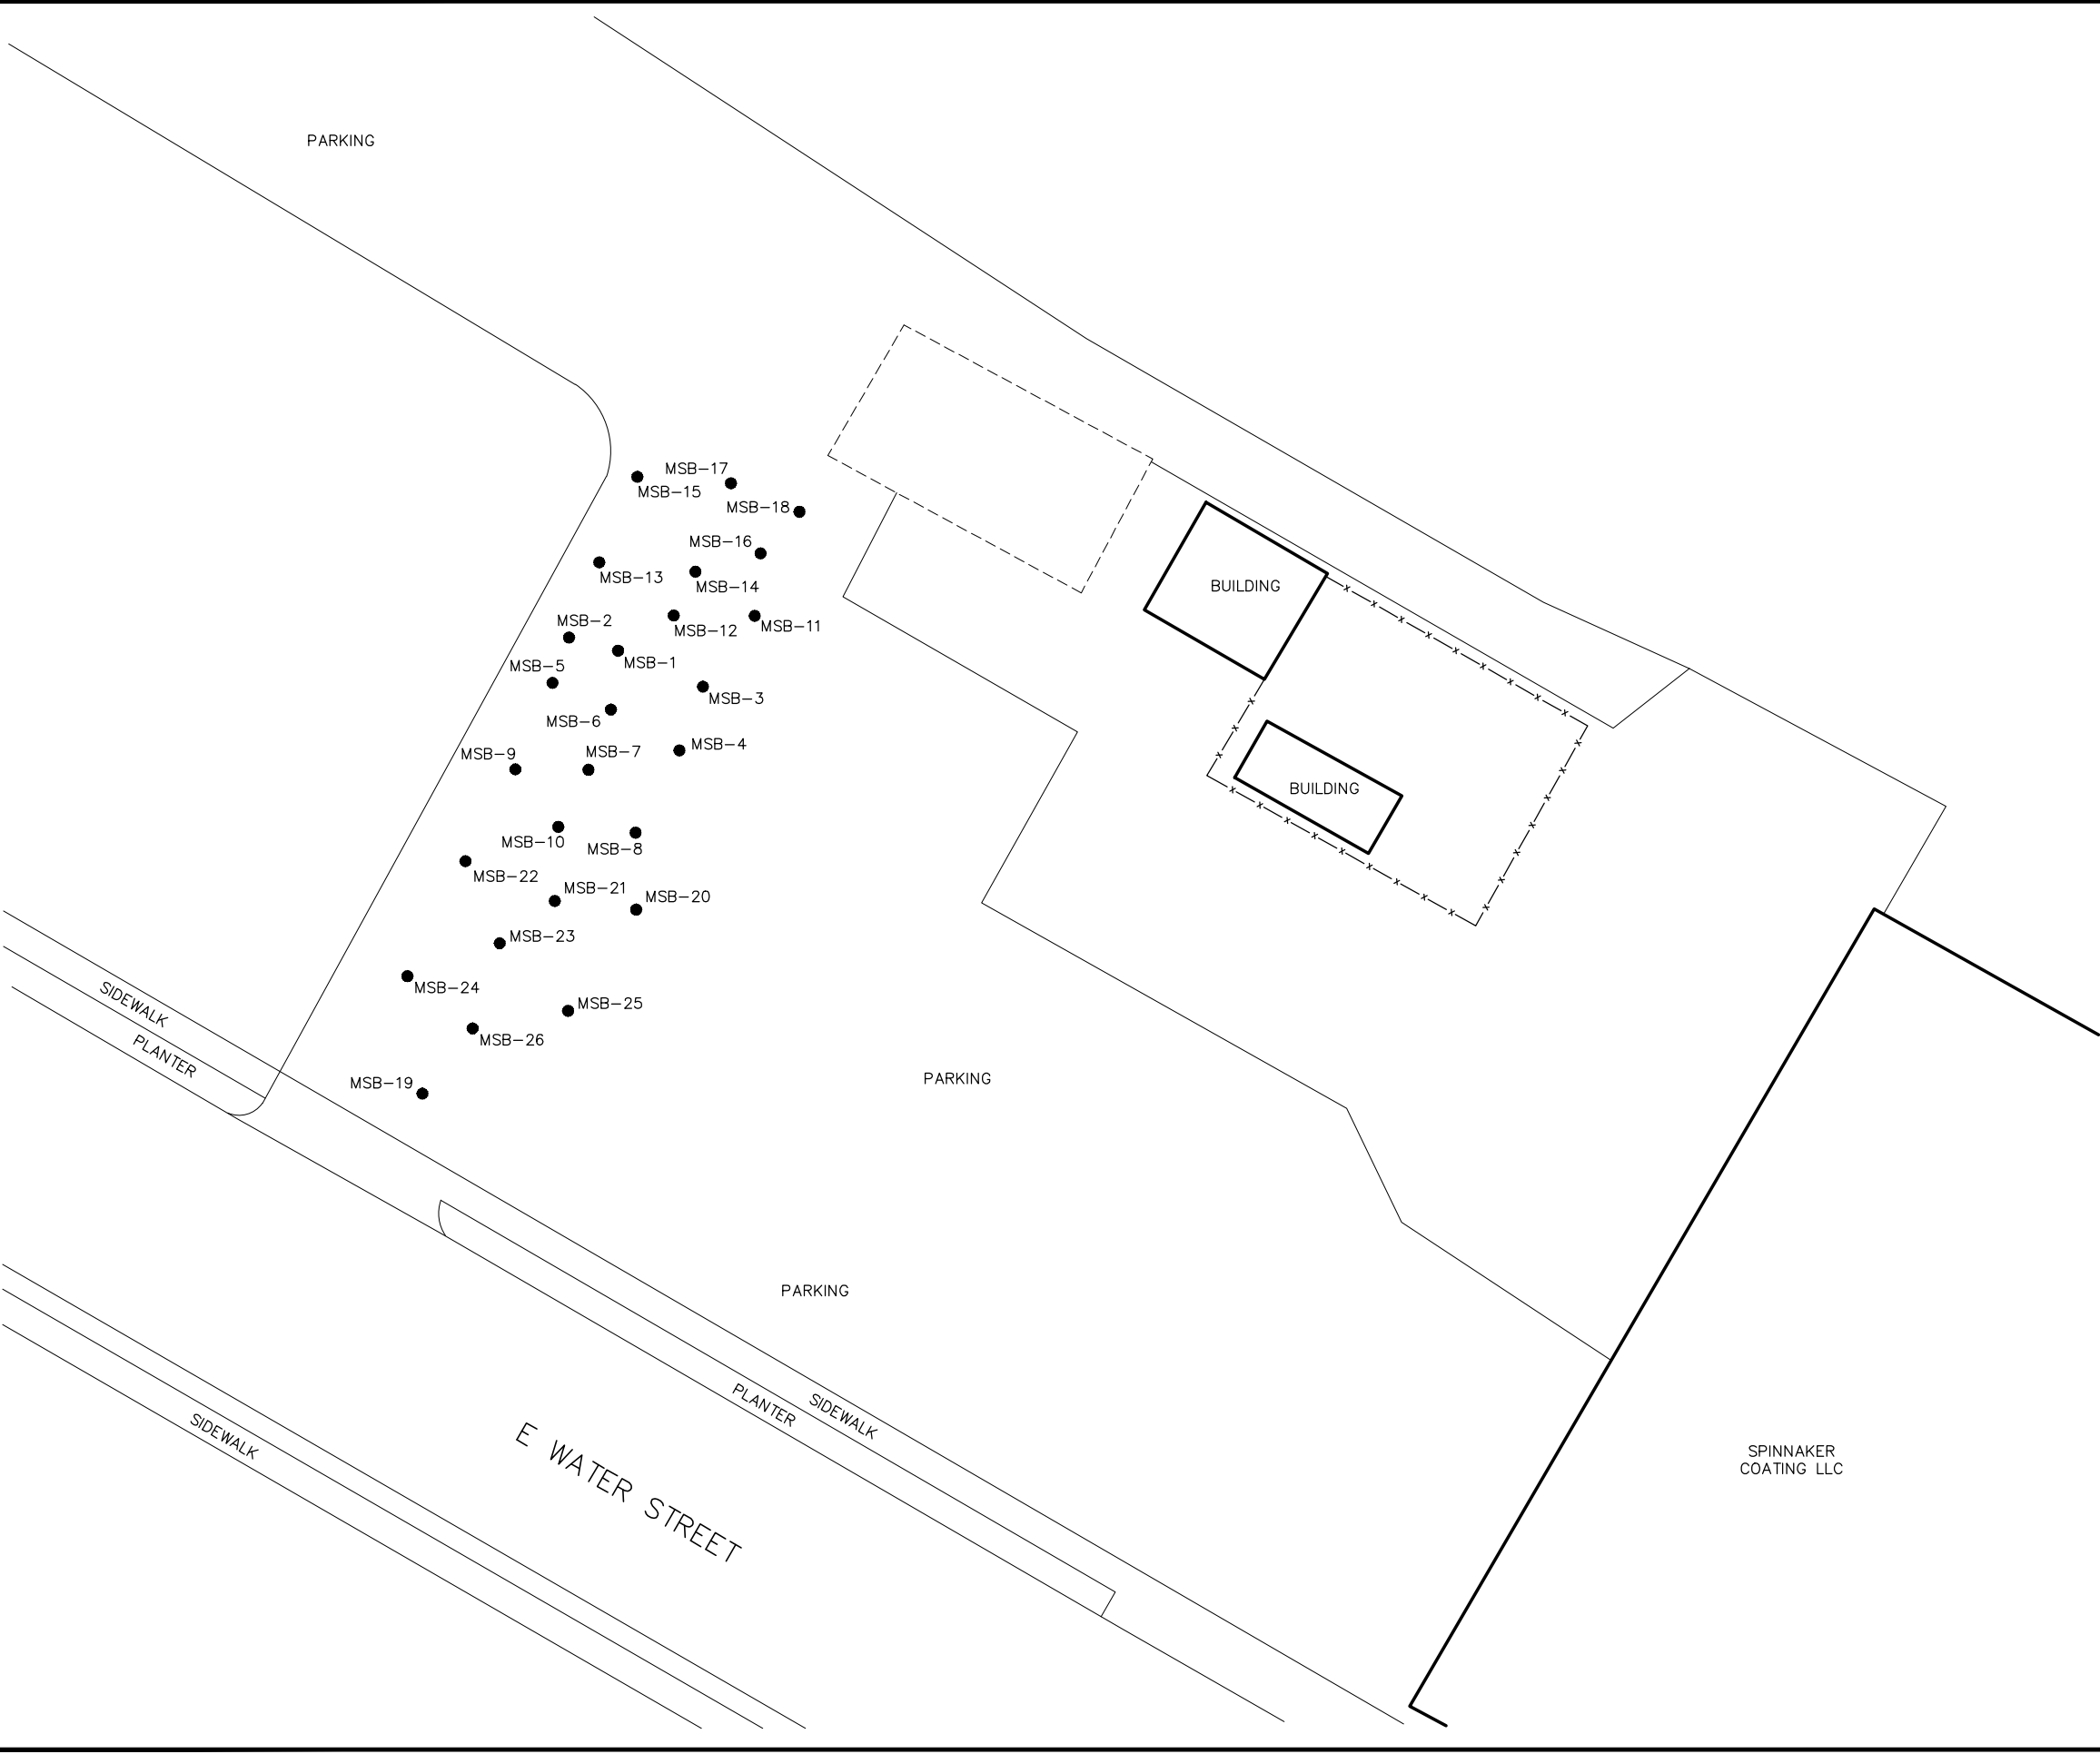 PARKING
MSB-17
MSB-15
MSB-18
MSB-16
MSB-13
MSB-14
MSB-2
MSB-12
MSB-11
MSB-1
MSB-5
MSB-3
MSB-6
MSB-4
MSB-9
MSB-7
MSB-10
MSB-8
MSB-22
MSB-21
MSB-20
MSB-23
MSB-24
MSB-25
MSB-26
MSB-19
BUILDING
BUILDING
SIDEWALK
PLANTER
PARKING
PARKING
PLANTER
SIDEWALK
SIDEWALK
E WATER STREET
SPINNAKER
COATING LLC